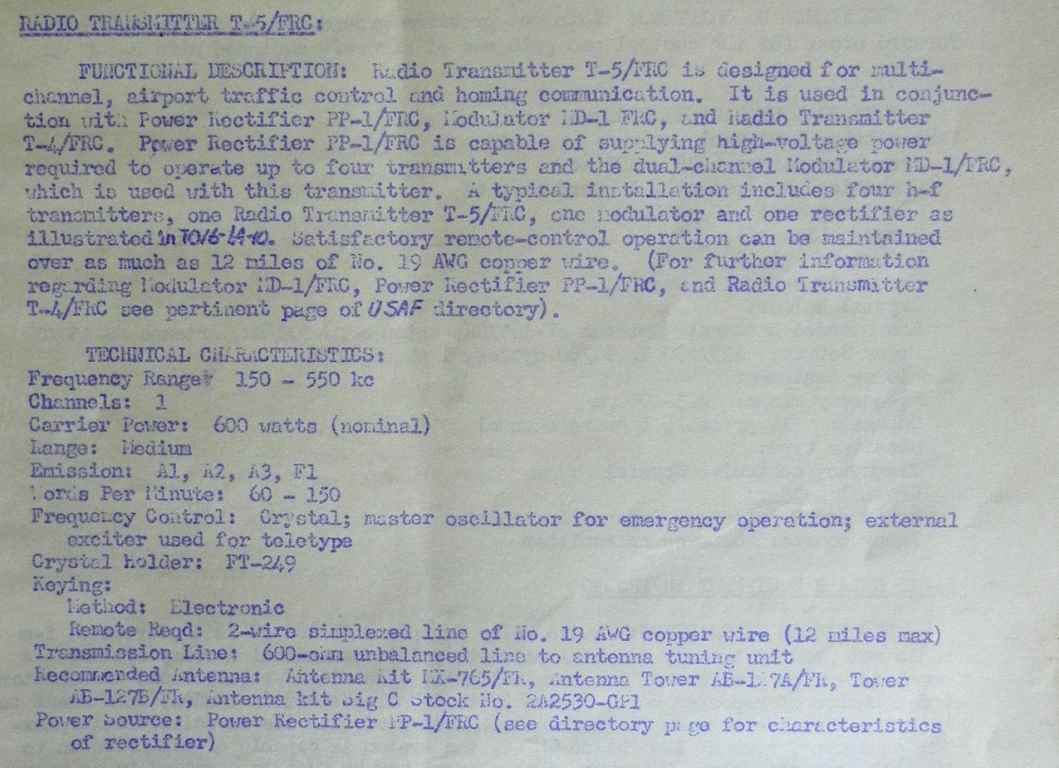 RADIO TRANSMITTER T-5/FRC:
FUNCTIONAL DESCRIPTION: Radio Transmitter T-5/FRC is designed for multi-
channel, airport traffic control and homing communication. It is used in conjunc-
tion with Power Rectifier PP-1/FRC, Modulator MD-1 FRC, and Radio Transmitter
T-4/FRC. Power Rectifier PP-1/FRC is capable of supplying high-voltage power
required to operate up to four transmitters and the dual-channel Modulator MD-1/FRC,
which is used with this transmitter. A typical installation includes four h-f
transmitters, one Radio Transmitter T-5/FRC, one modulator and one rectifier as
illustrated in Satisfactory remote-control operation can be maintained
over as much as 12 miles of No. 19 AWG copper wire. (For further information
regarding Modulator MD-1/FRC, Power Rectifier PP-1/FRC, and Radio Transmitter
T-4/FRC see pertinent page of USAF directory).
TECHNICAL CHARACTERISTICS:
Frequency Range: 150 - 550 kc
Channels: 1
Carrier Power: 600 watts (nominal)
Range: Medium
Emission: A1, A2, A3, F1
Words Per Minute: 60 - 150
Frequency Control: Crystal; master oscillator for emergency operation; external
exciter used for teletype
Crystal Holder: FT-249
Keying:
Method: Electronic
Remote Reqd: 2-wire simplexed line of No. 19 AWG copper wire (12 miles max)
Transmission Line: 600-ohm unbalanced line to antenna tuning unit
Recommended Antenna: Antenna Kit MX-765/FR, Antenna Tower AB-127A/FR, Tower
AB-127B/FR, Antenna kit Sig C Stock No. 2A2530-GP1
Power Source: Power Rectifier PP-1/FRC (see directory page for characteristics
of rectifier)